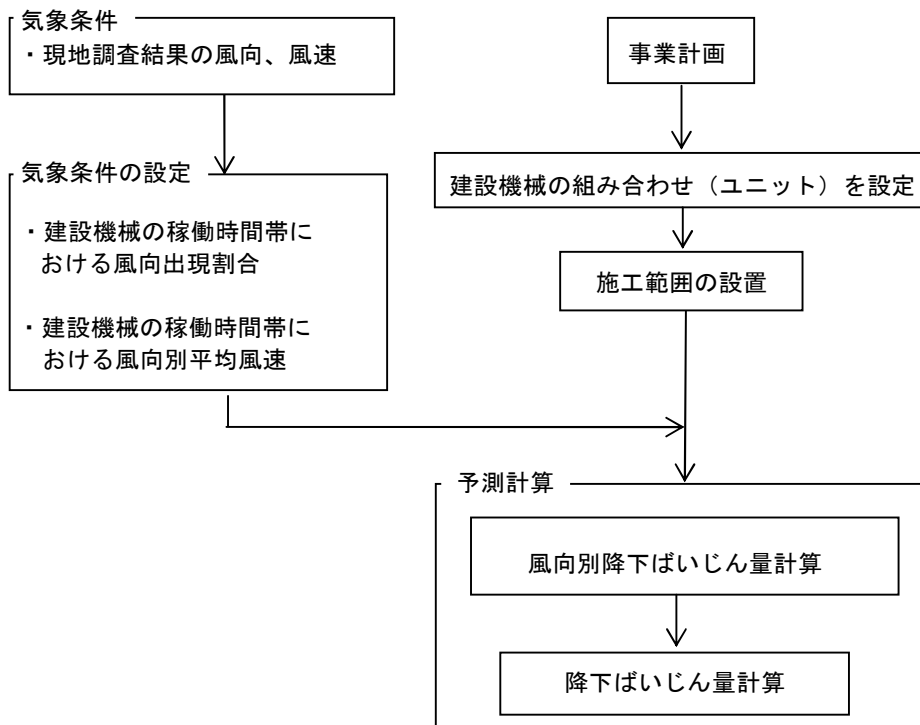 気象条件
・現地調査結果の風向、風速
事業計画
気象条件の設定
・建設機械の稼働時間帯に
おける風向出現割合
・建設機械の稼働時間帯に
おける風向別平均風速
建設機械の組み合わせ（ユニット）を設定
施工範囲の設置
予測計算
風向別降下ばいじん量計算
降下ばいじん量計算